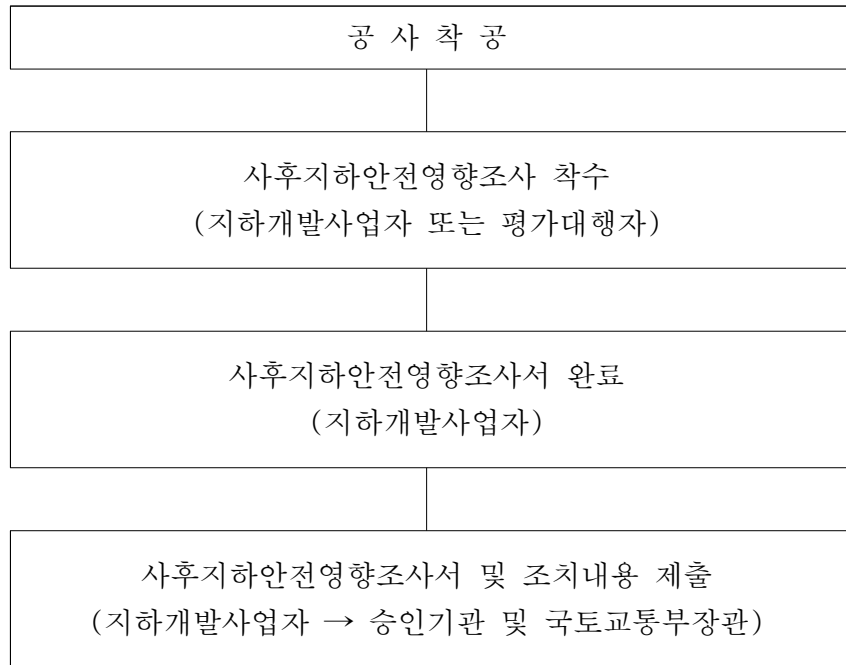 공 사 착 공
사후지하안전영향조사 착수
(지하개발사업자 또는 평가대행자)
사후지하안전영향조사서 완료
(지하개발사업자)
사후지하안전영향조사서 및 조치내용 제출
(지하개발사업자 → 승인기관 및 국토교통부장관)